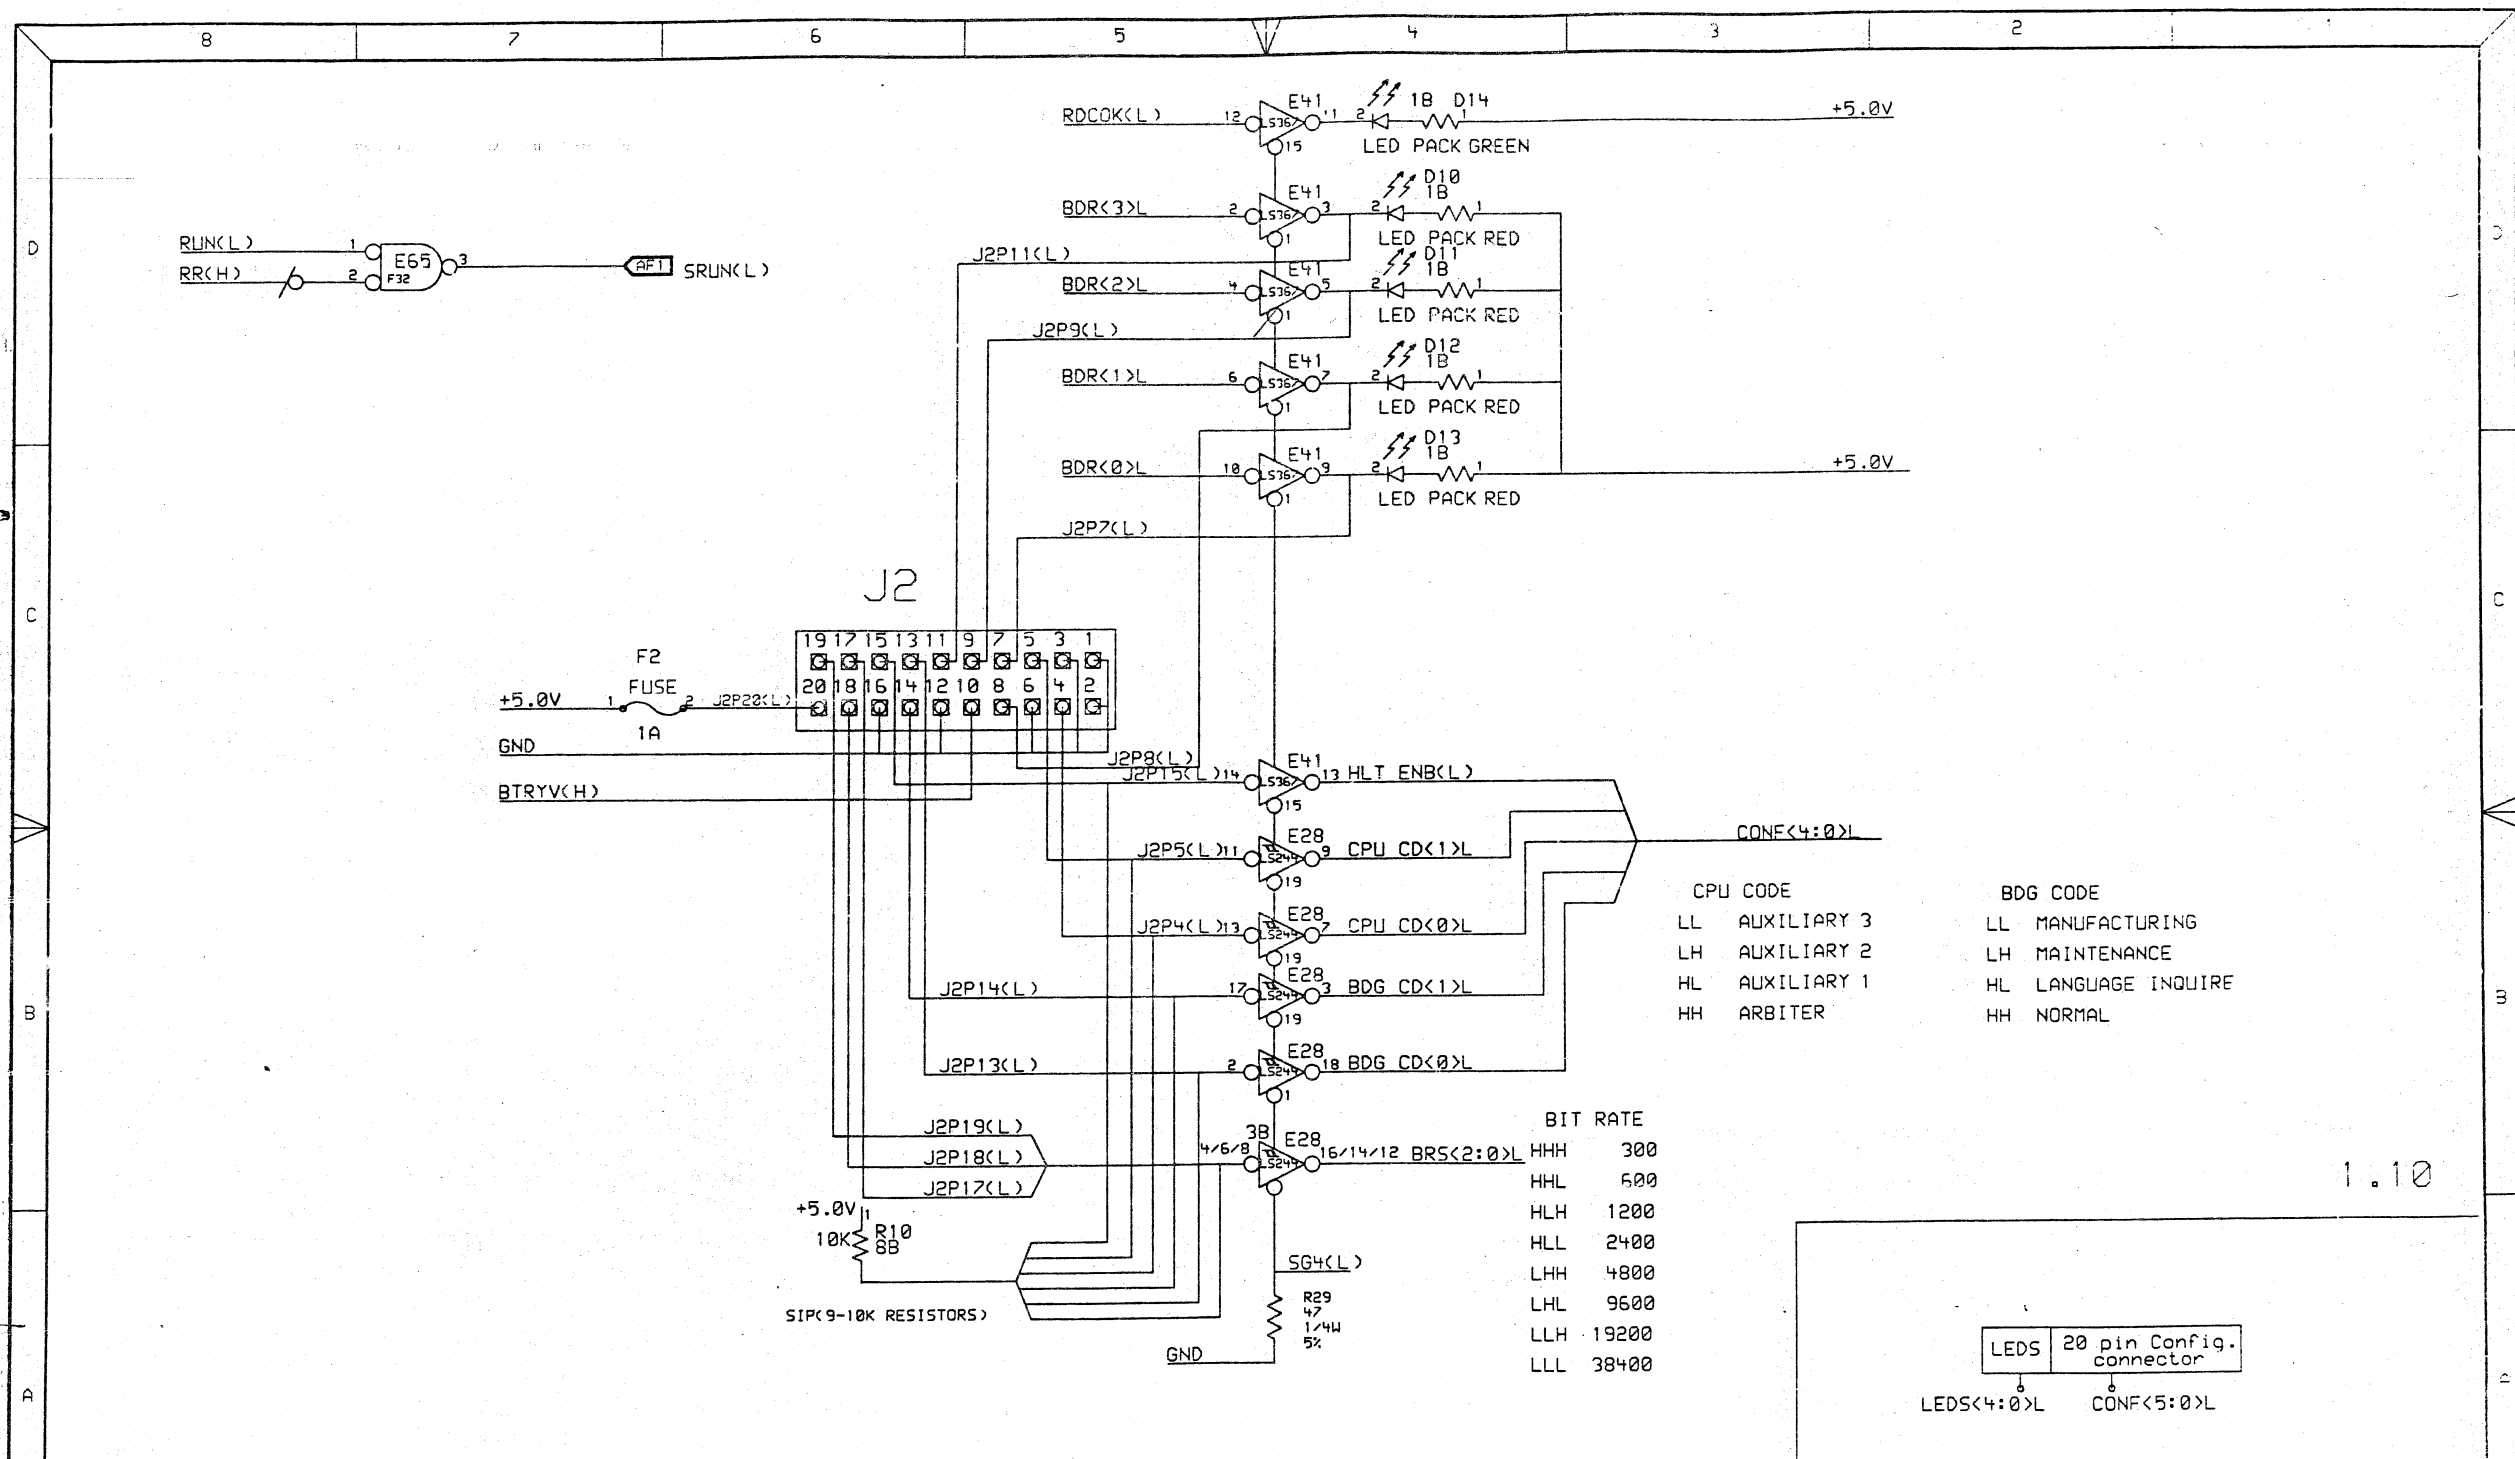 8 7 6 5 4 3 2 1
D
C
B
A
RUN(L) 1
RR(H) 2
E65
F32
3
AF1 SRUN(L)
RDCOK(L) 12 E41 LS367 11 15
2 1B D14 1 +5.0V
LED PACK GREEN
BDR<3>L 2 E41 LS367 3 1
2 D10 1B 1
LED PACK RED
J2P11(L)
BDR<2>L 4 E41 LS367 5 1
2 D11 1B 1
LED PACK RED
J2P9(L)
BDR<1>L 6 E41 LS367 7 1
2 D12 1B 1
LED PACK RED
BDR<0>L 10 E41 LS367 9 1
2 D13 1B 1 +5.0V
LED PACK RED
J2P7(L)
J2
19 17 15 13 11 9 7 5 3 1
20 18 16 14 12 10 8 6 4 2
F2
FUSE
+5.0V 1 2 J2P20(L)
1A
GND
BTRYV(H)
J2P8(L)
J2P15(L) 14 E41 LS367 13 HLT ENB(L)
15
J2P5(L) 11 E28 LS244 9 CPU CD<1>L
19
J2P4(L) 13 E28 LS244 7 CPU CD<0>L
19
J2P14(L) 17 E28 LS244 3 BDG CD<1>L
19
J2P13(L) 2 E28 LS244 18 BDG CD<0>L
1
J2P19(L)
J2P18(L)
J2P17(L)
4/6/8 3B E28 LS244 16/14/12 BRS<2:0>L
CONF<4:0>L
CPU CODE
LL AUXILIARY 3
LH AUXILIARY 2
HL AUXILIARY 1
HH ARBITER
BDG CODE
LL MANUFACTURING
LH MAINTENANCE
HL LANGUAGE INQUIRE
HH NORMAL
BIT RATE
HHH 300
HHL 600
HLH 1200
HLL 2400
LHH 4800
LHL 9600
LLH 19200
LLL 38400
+5.0V 1
10K R10
8B
SIP(9-10K RESISTORS)
SG4(L)
R29
47
1/4W
5%
GND
1.10
LEDS
20 pin Config.
connector
LEDS<4:0>L CONF<5:0>L